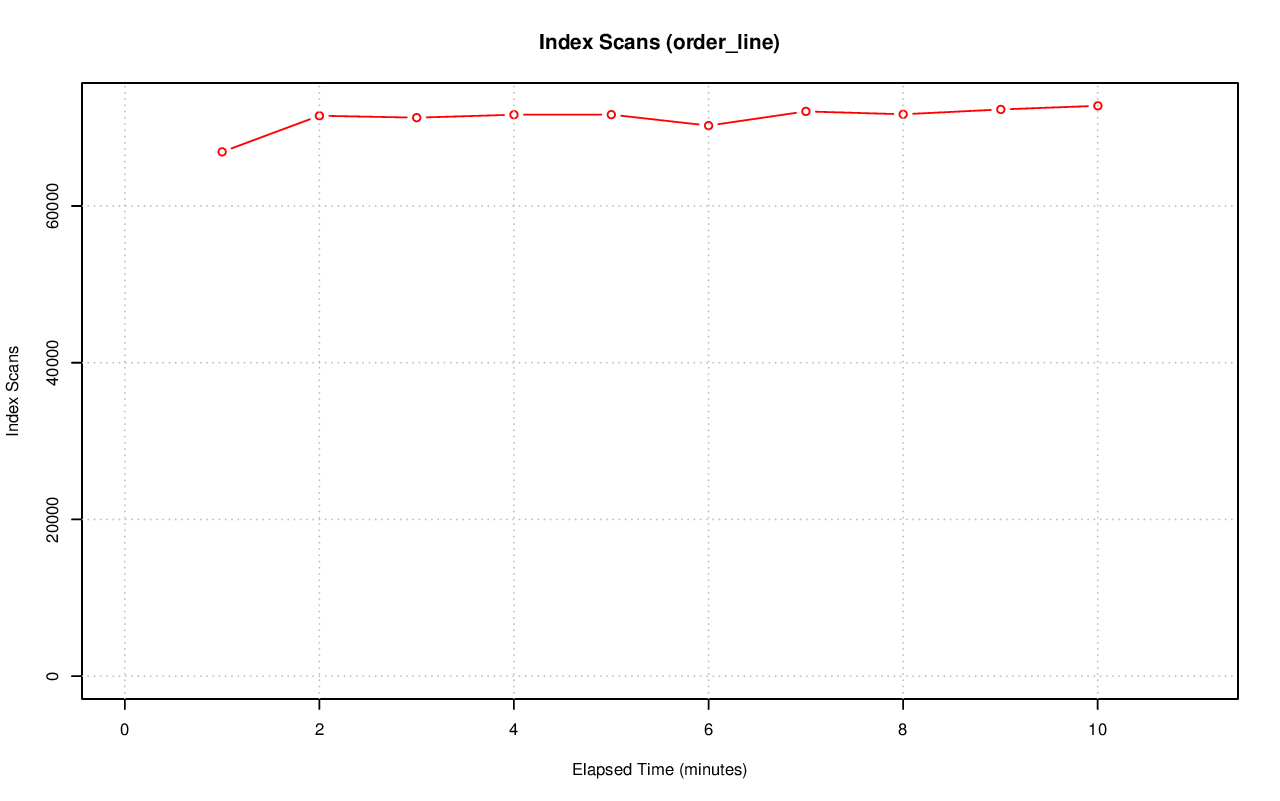 Index Scans (order_line)
Index Scans
60000
40000
20000
0
0 2 4 6 8 10
Elapsed Time (minutes)